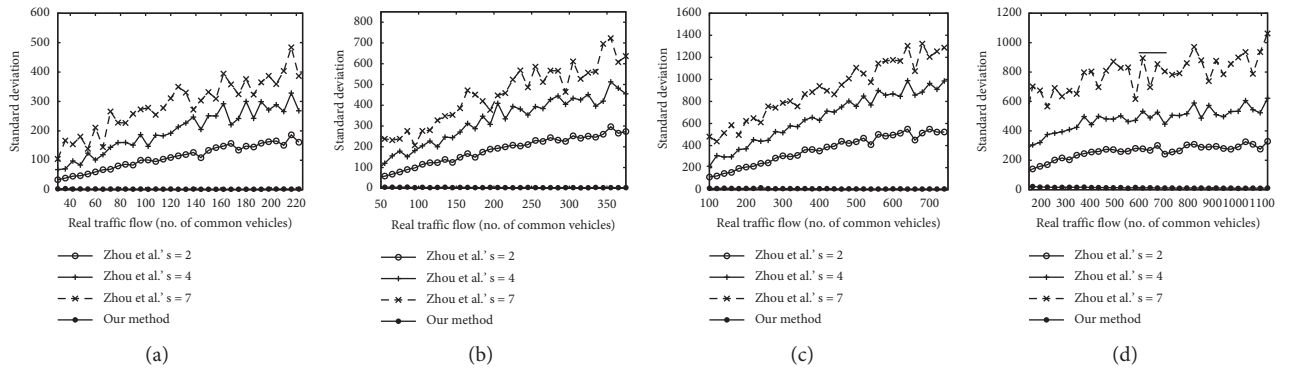 600
500
400
300
200
100
0
Standard deviation
40 60 80 100 120 140 160 180 200 220
Real traffic flow (no. of common vehicles)
Zhou et al.' s = 2
Zhou et al.' s = 4
Zhou et al.' s = 7
Our method
(a)
800
700
600
500
400
300
200
100
0
Standard deviation
50 100 150 200 250 300 350
Real traffic flow (no. of common vehicles)
Zhou et al.' s = 2
Zhou et al.' s = 4
Zhou et al.' s = 7
Our method
(b)
1600
1400
1200
1000
800
600
400
200
0
Standard deviation
100 200 300 400 500 600 700
Real traffic flow (no. of common vehicles)
Zhou et al.' s = 2
Zhou et al.' s = 4
Zhou et al.' s = 7
Our method
(c)
1200
1000
800
600
400
200
0
Standard deviation
200 300 400 500 600 700 800 900 1000 1100
Real traffic flow (no. of common vehicles)
Zhou et al.' s = 2
Zhou et al.' s = 4
Zhou et al.' s = 7
Our method
(d)